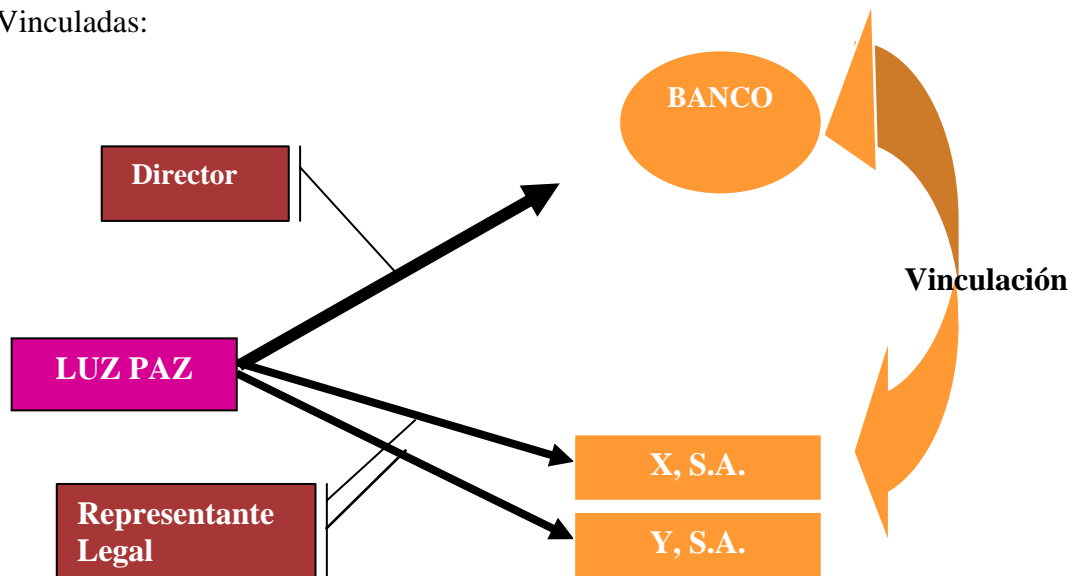 Vinculadas:
BANCO
Director
Vinculación
LUZ PAZ
X, S.A.
Representante
Legal
Y, S.A.